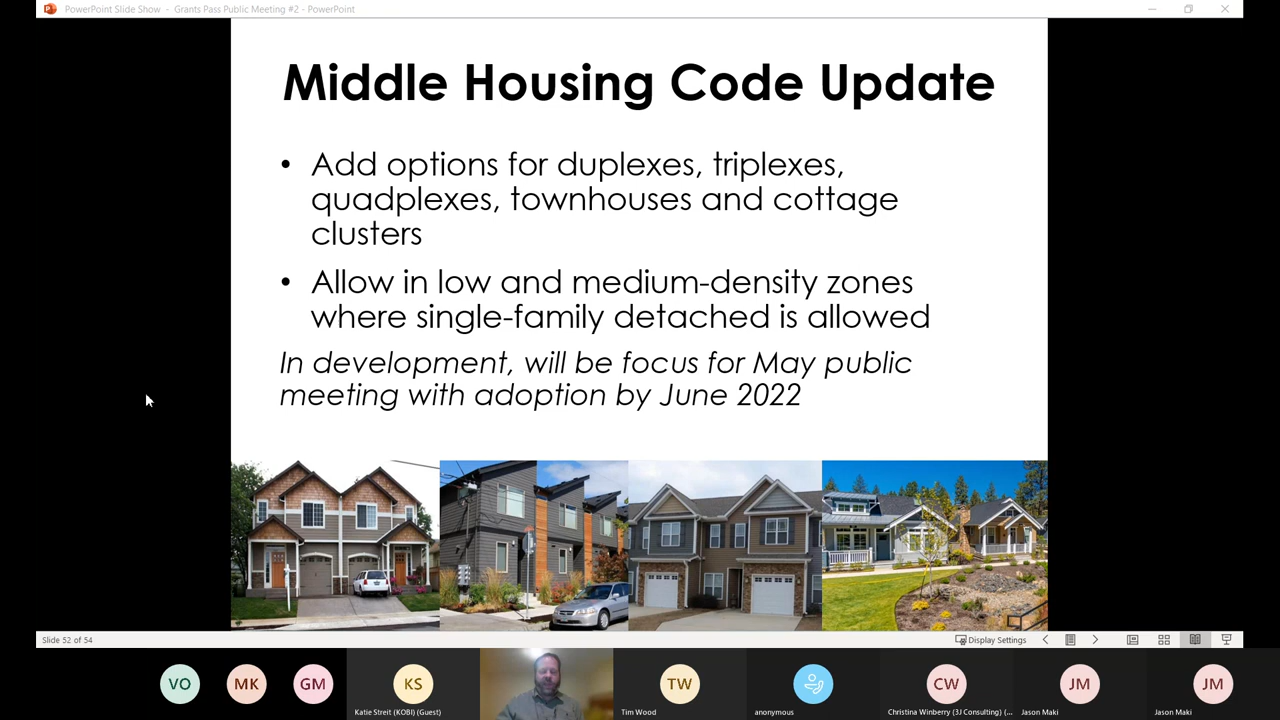 PowerPoint Slide Show - Grants Pass Public Meeting #2 - PowerPoint
Middle Housing Code Update
• Add options for duplexes, triplexes,
quadplexes, townhouses and cottage
clusters
• Allow in low and medium-density zones
where single-family detached is allowed
In development, will be focus for May public
meeting with adoption by June 2022
Slide 52 of 54
Display Settings
VO
MK
GM
KS
TW
CW
JM
JM
Katie Streit (KOBI) (Guest)
Tim Wood
anonymous
Christina Winberry (3J Consulting) (...
Jason Maki
Jason Maki